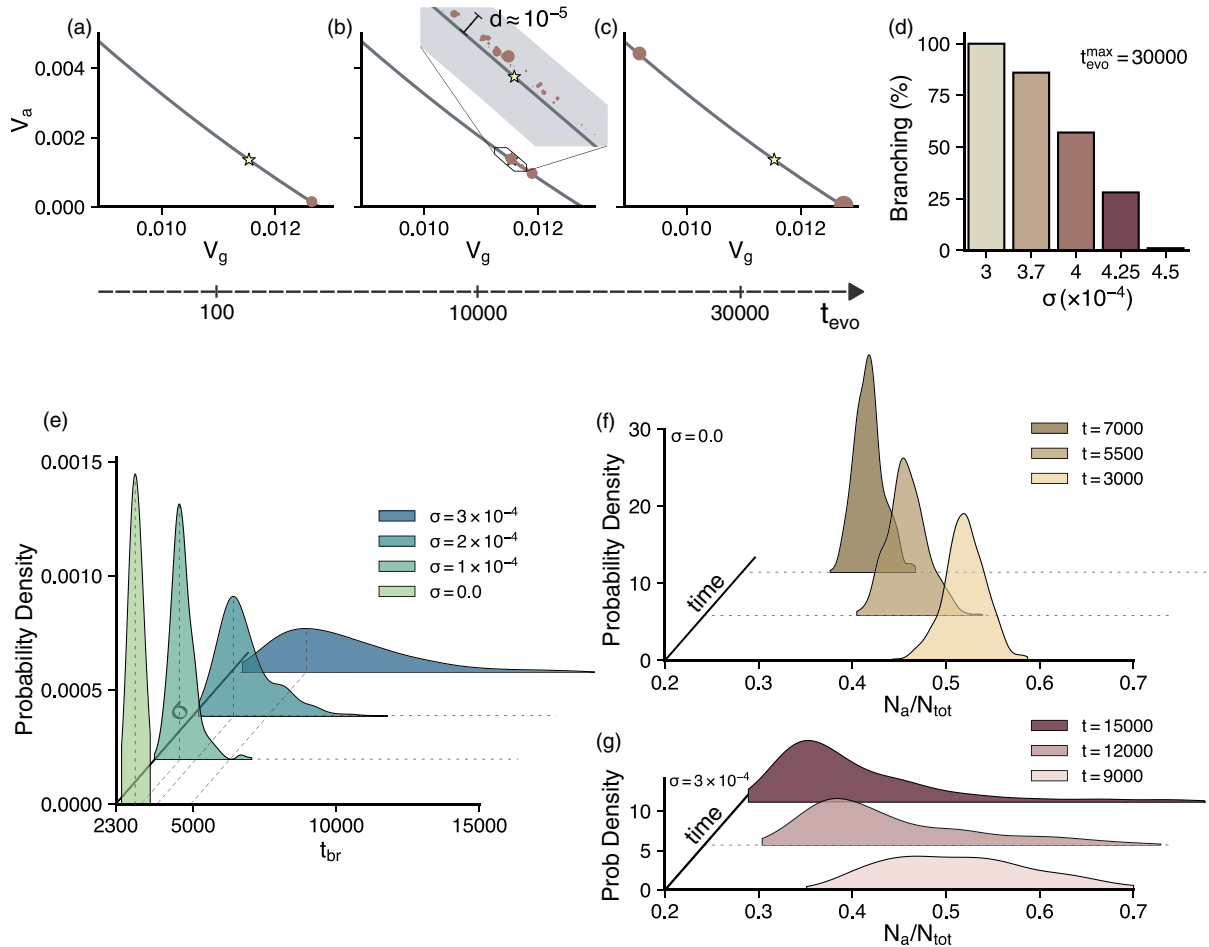 (a)
0.004
0.002
0.000
V_a
0.010
0.012
V_g
(b)
d ≈ 10⁻⁵
0.010
0.012
V_g
(c)
0.010
0.012
V_g
100
10000
30000
t_evo
(d)
t_evo^max = 30000
Branching (%)
100
75
50
25
0
3
3.7
4
4.25
4.5
σ (×10⁻⁴)
(e)
Probability Density
0.0015
0.0010
0.0005
0.0000
σ = 3 × 10⁻⁴
σ = 2 × 10⁻⁴
σ = 1 × 10⁻⁴
σ = 0.0
2300
5000
10000
15000
t_br
(f)
σ = 0.0
Probability Density
30
20
10
0
time
t = 7000
t = 5500
t = 3000
0.2
0.3
0.4
0.5
0.6
0.7
N_a/N_tot
(g)
σ = 3 × 10⁻⁴
Prob Density
10
5
0
time
t = 15000
t = 12000
t = 9000
0.2
0.3
0.4
0.5
0.6
0.7
N_a/N_tot